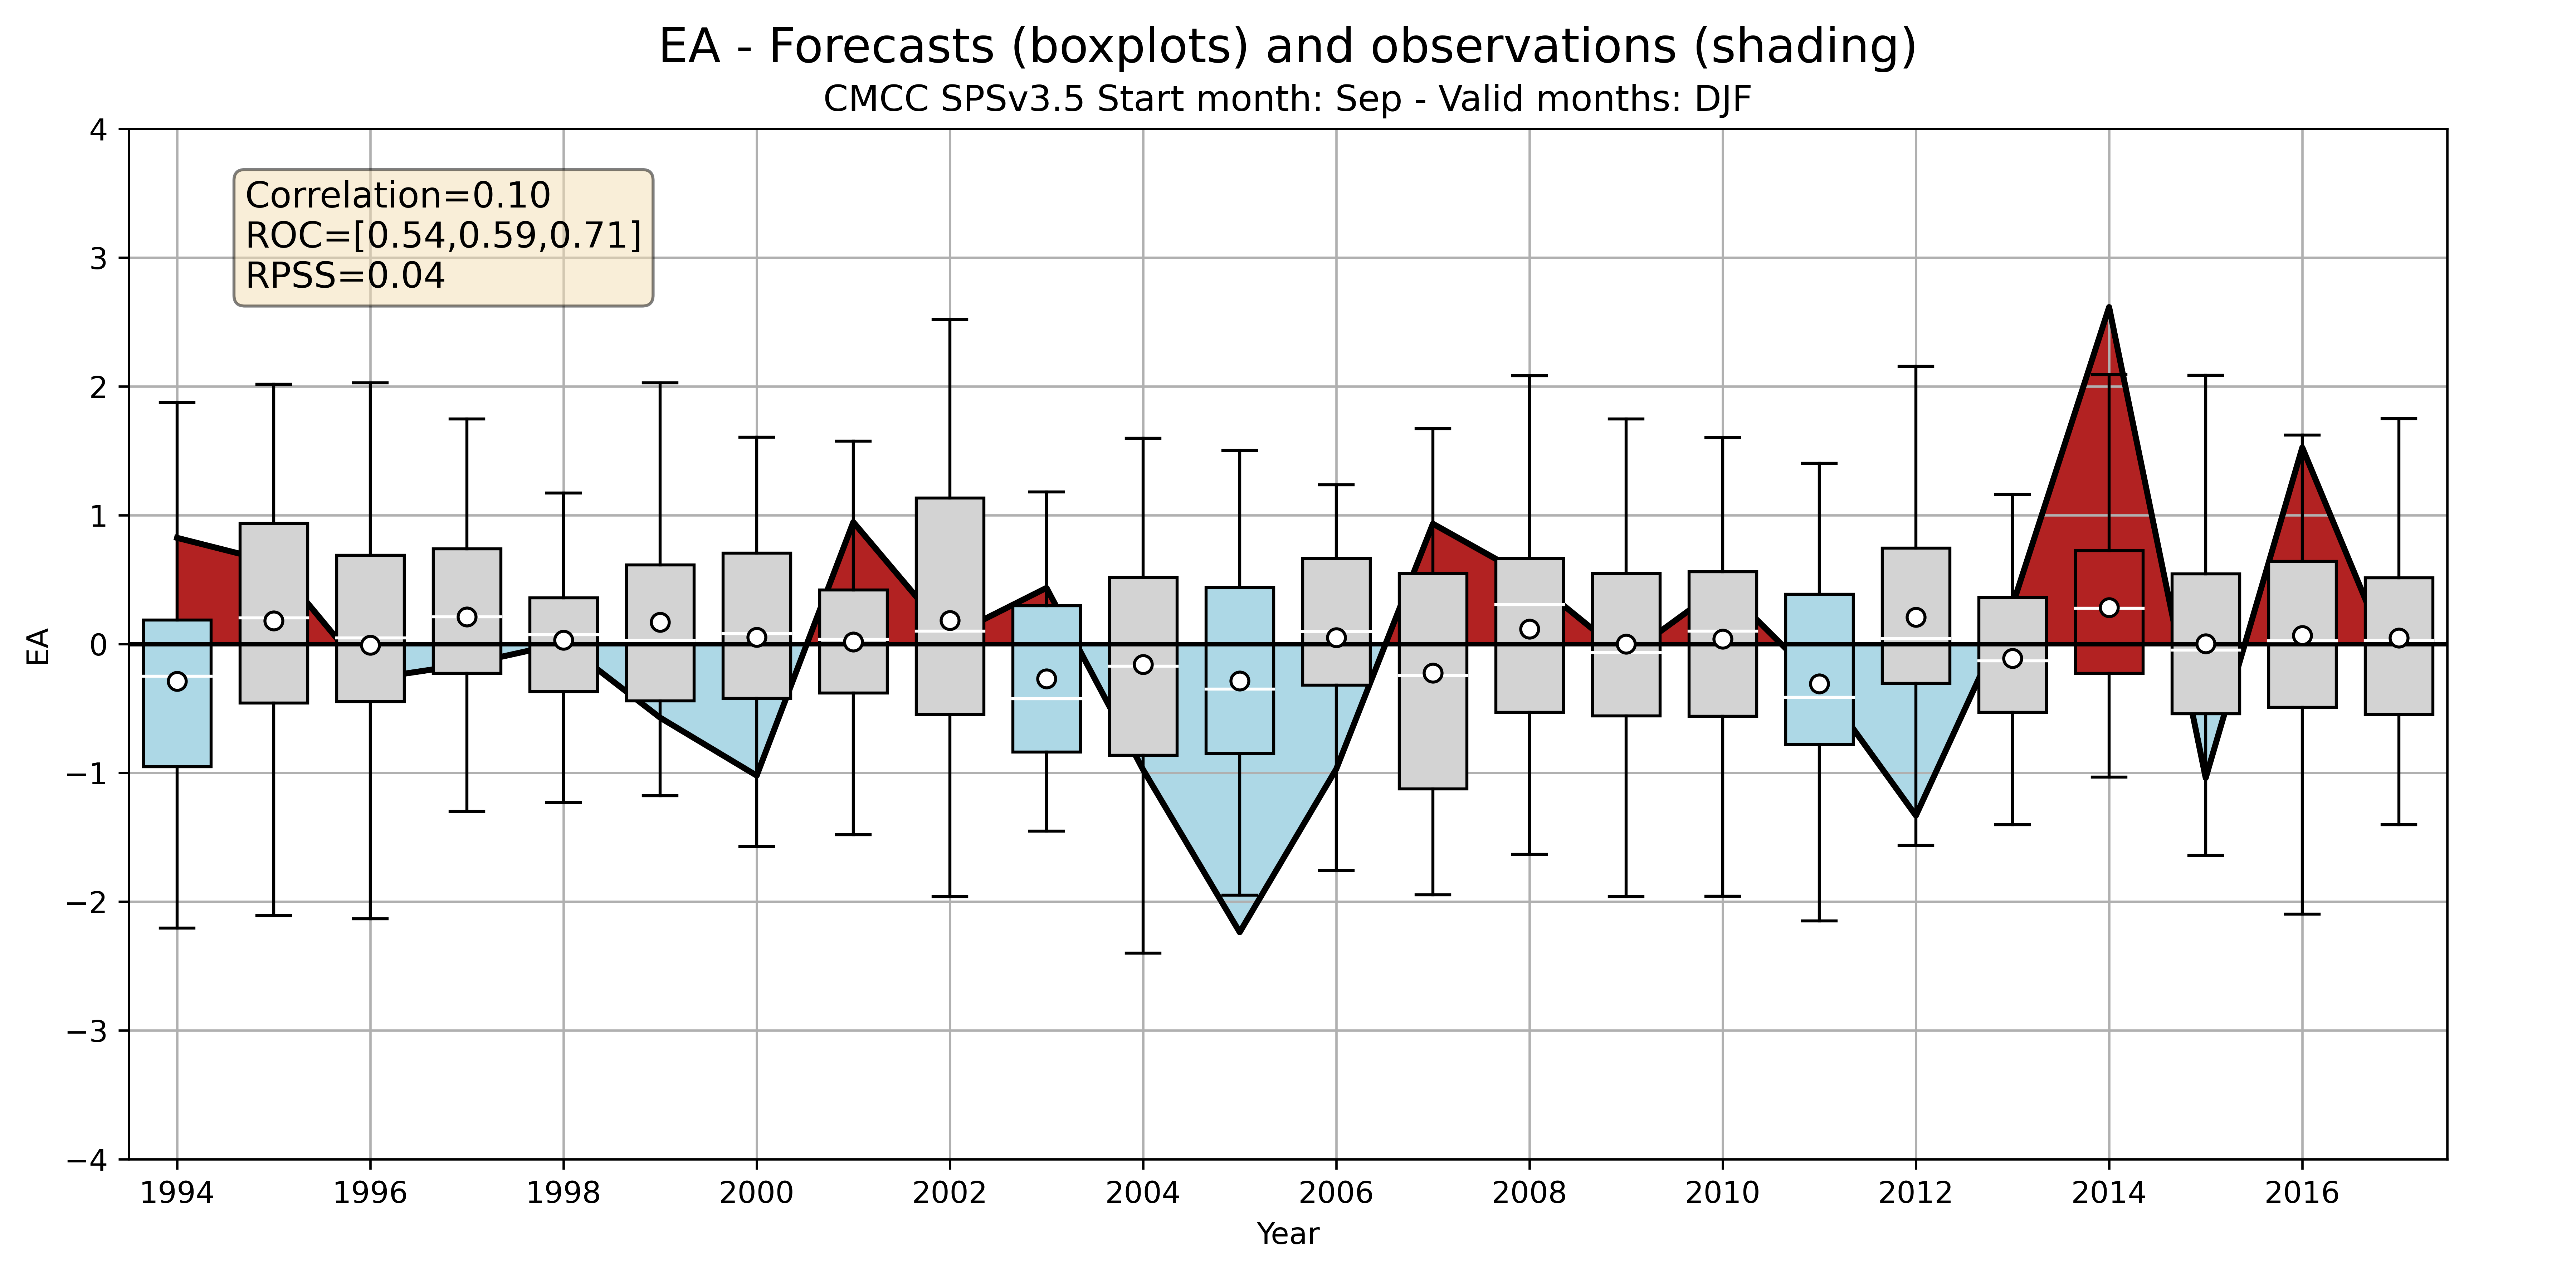 EA - Forecasts (boxplots) and observations (shading)
CMCC SPSv3.5 Start month: Sep - Valid months: DJF
Correlation=0.10
ROC=[0.54,0.59,0.71]
RPSS=0.04
4
3
2
1
0
−1
−2
−3
−4
EA
1994 1996 1998 2000 2002 2004 2006 2008 2010 2012 2014 2016
Year